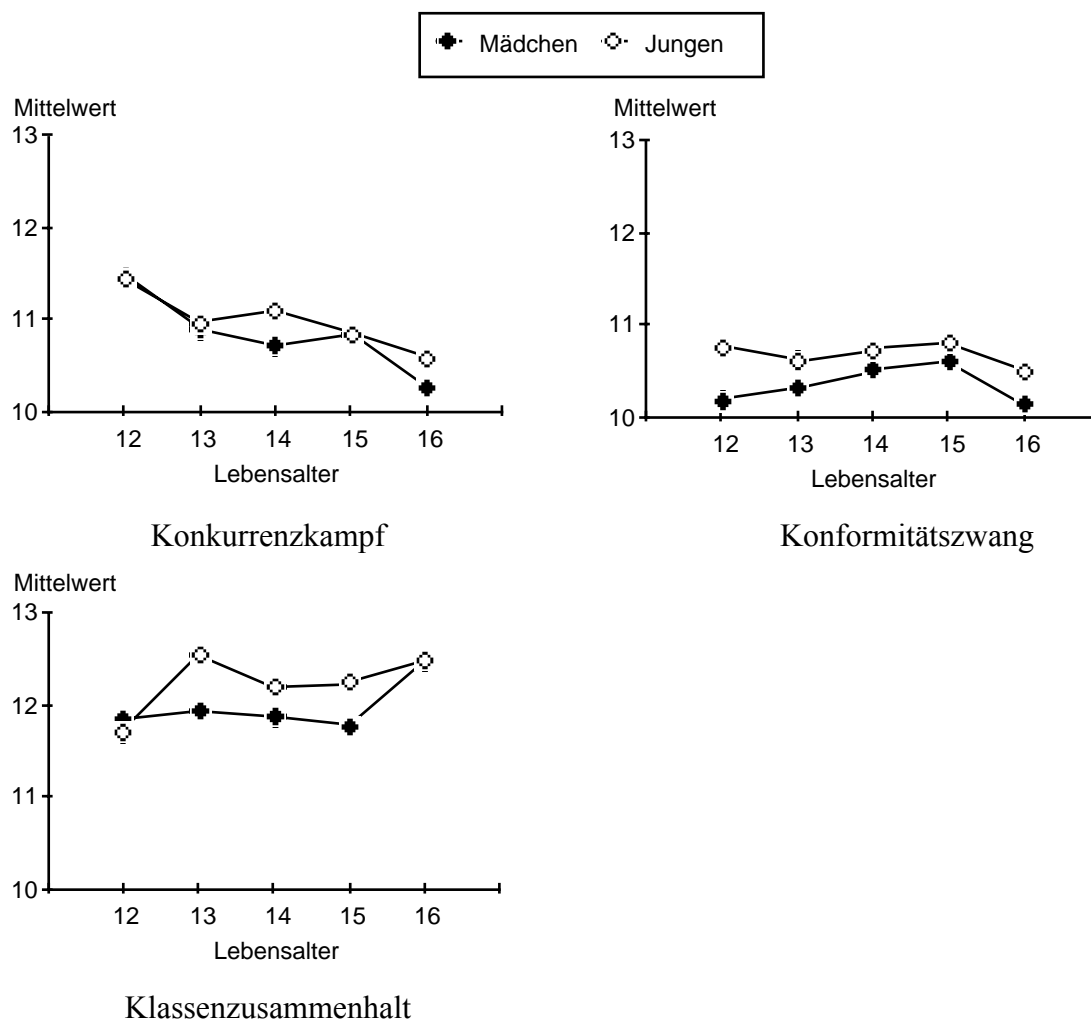 Mädchen Jungen
Mittelwert
13
12
11
10
12 13 14 15 16
Lebensalter
Konkurrenzkampf
Mittelwert
13
12
11
10
12 13 14 15 16
Lebensalter
Konformitätszwang
Mittelwert
13
12
11
10
12 13 14 15 16
Lebensalter
Klassenzusammenhalt